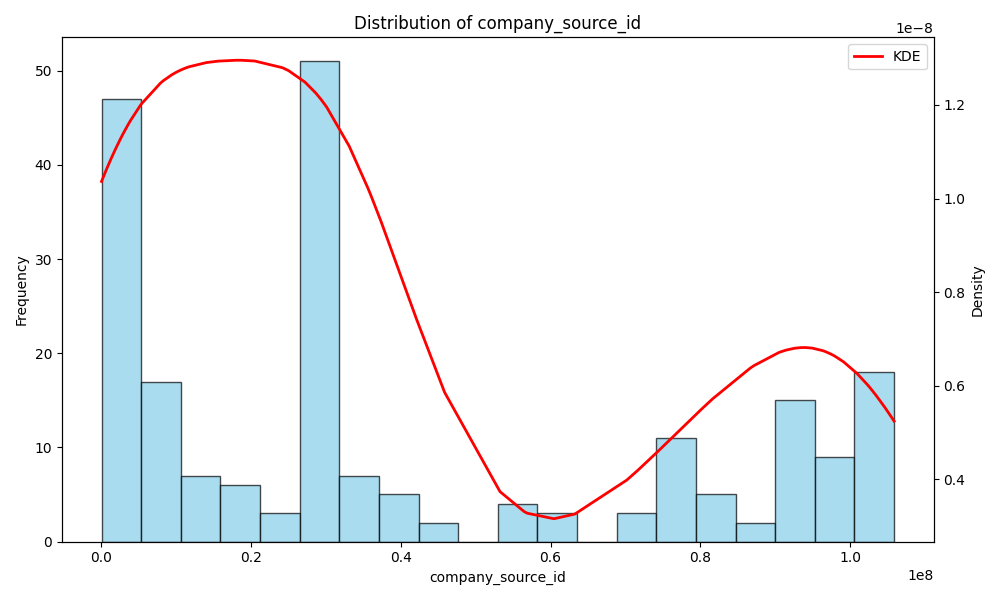 Distribution of company_source_id
1e−8
KDE
50
40
30
20
10
0
Frequency
1.2
1.0
0.8
0.6
0.4
Density
0.0 0.2 0.4 0.6 0.8 1.0
1e8
company_source_id